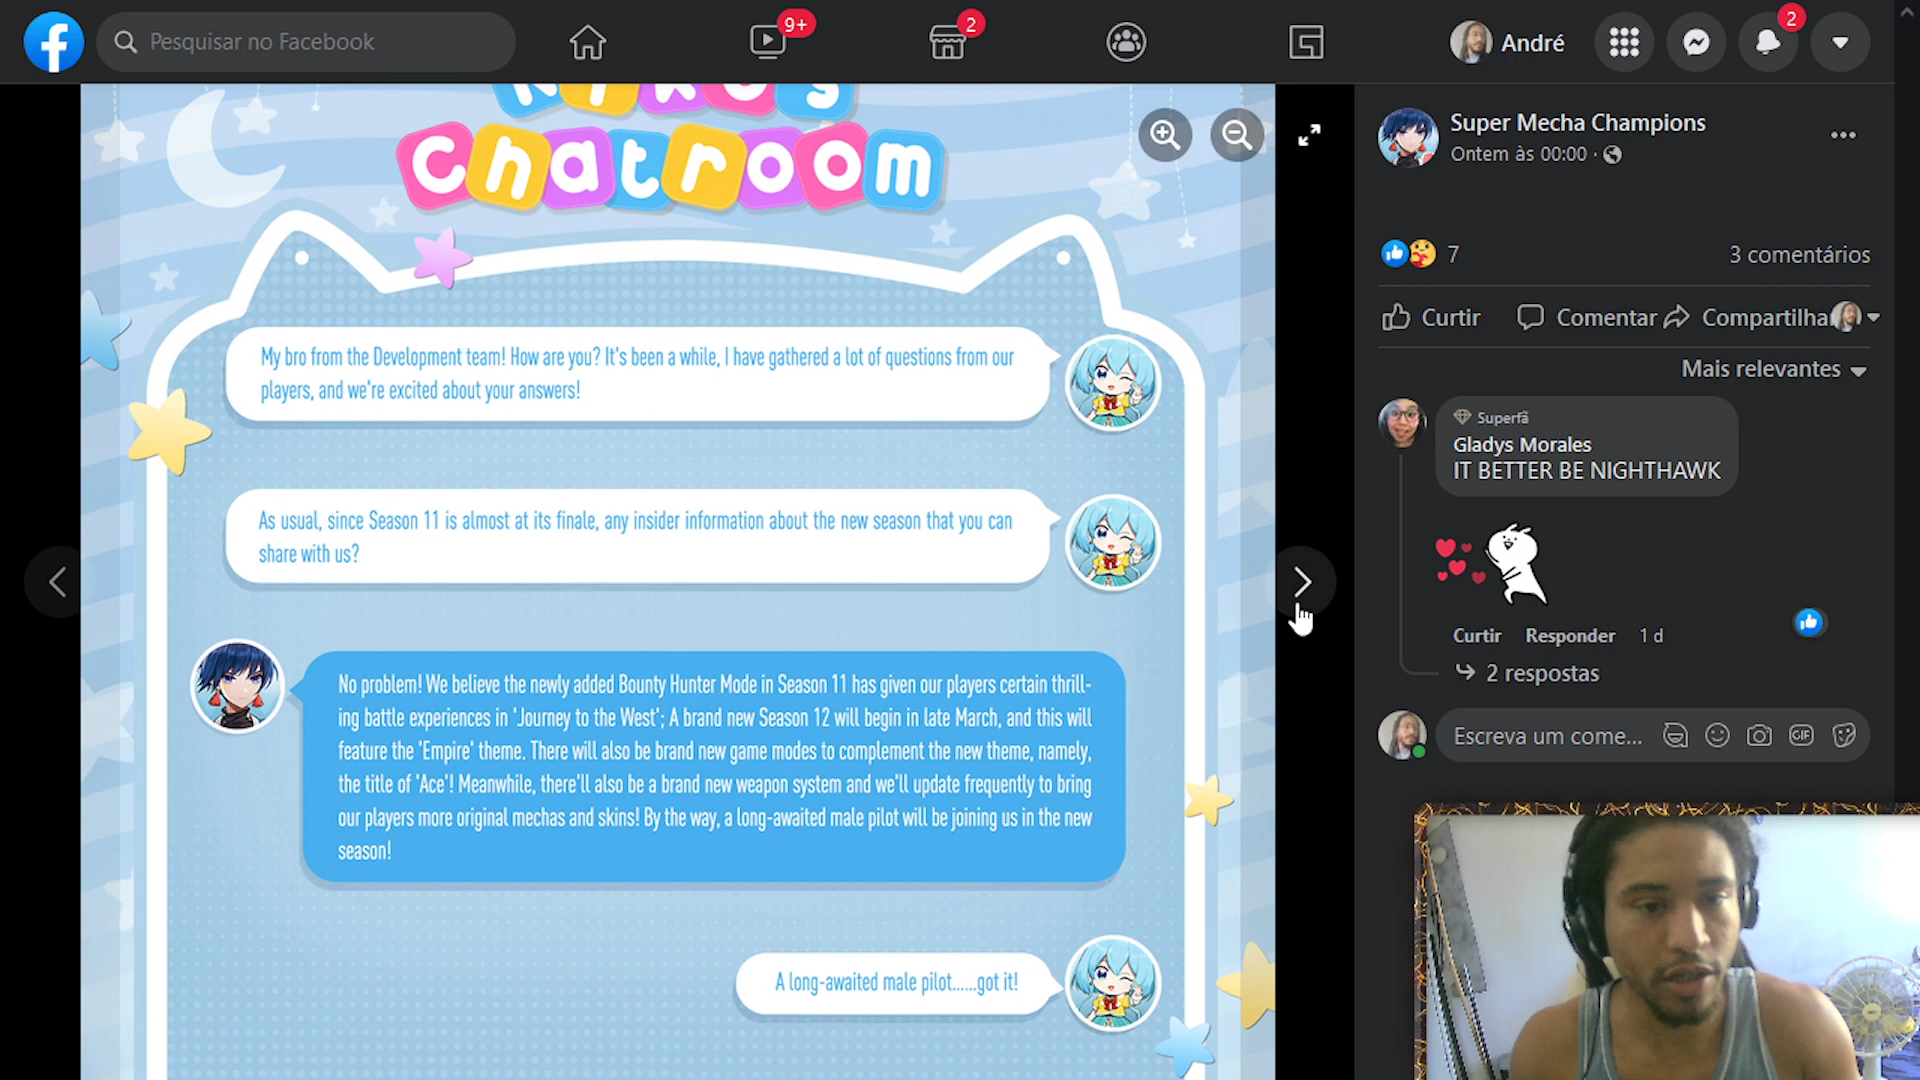 Pesquisar no Facebook
9+
2
André
2
Chatroom
My bro from the Development team! How are you? It's been a while, I have gathered a lot of questions from our
players, and we're excited about your answers!
As usual, since Season 11 is almost at its finale, any insider information about the new season that you can
share with us?
No problem! We believe the newly added Bounty Hunter Mode in Season 11 has given our players certain thrill-
ing battle experiences in 'Journey to the West'; A brand new Season 12 will begin in late March, and this will
feature the 'Empire' theme. There will also be brand new game modes to complement the new theme, namely,
the title of 'Ace'! Meanwhile, there'll also be a brand new weapon system and we'll update frequently to bring
our players more original mechas and skins! By the way, a long-awaited male pilot will be joining us in the new
season!
A long-awaited male pilot......got it!
Super Mecha Champions
Ontem às 00:00 ·
7
3 comentários
Curtir
Comentar
Compartilhar
Mais relevantes
Superfã
Gladys Morales
IT BETTER BE NIGHTHAWK
Curtir Responder 1 d
2 respostas
Escreva um come...
GIF